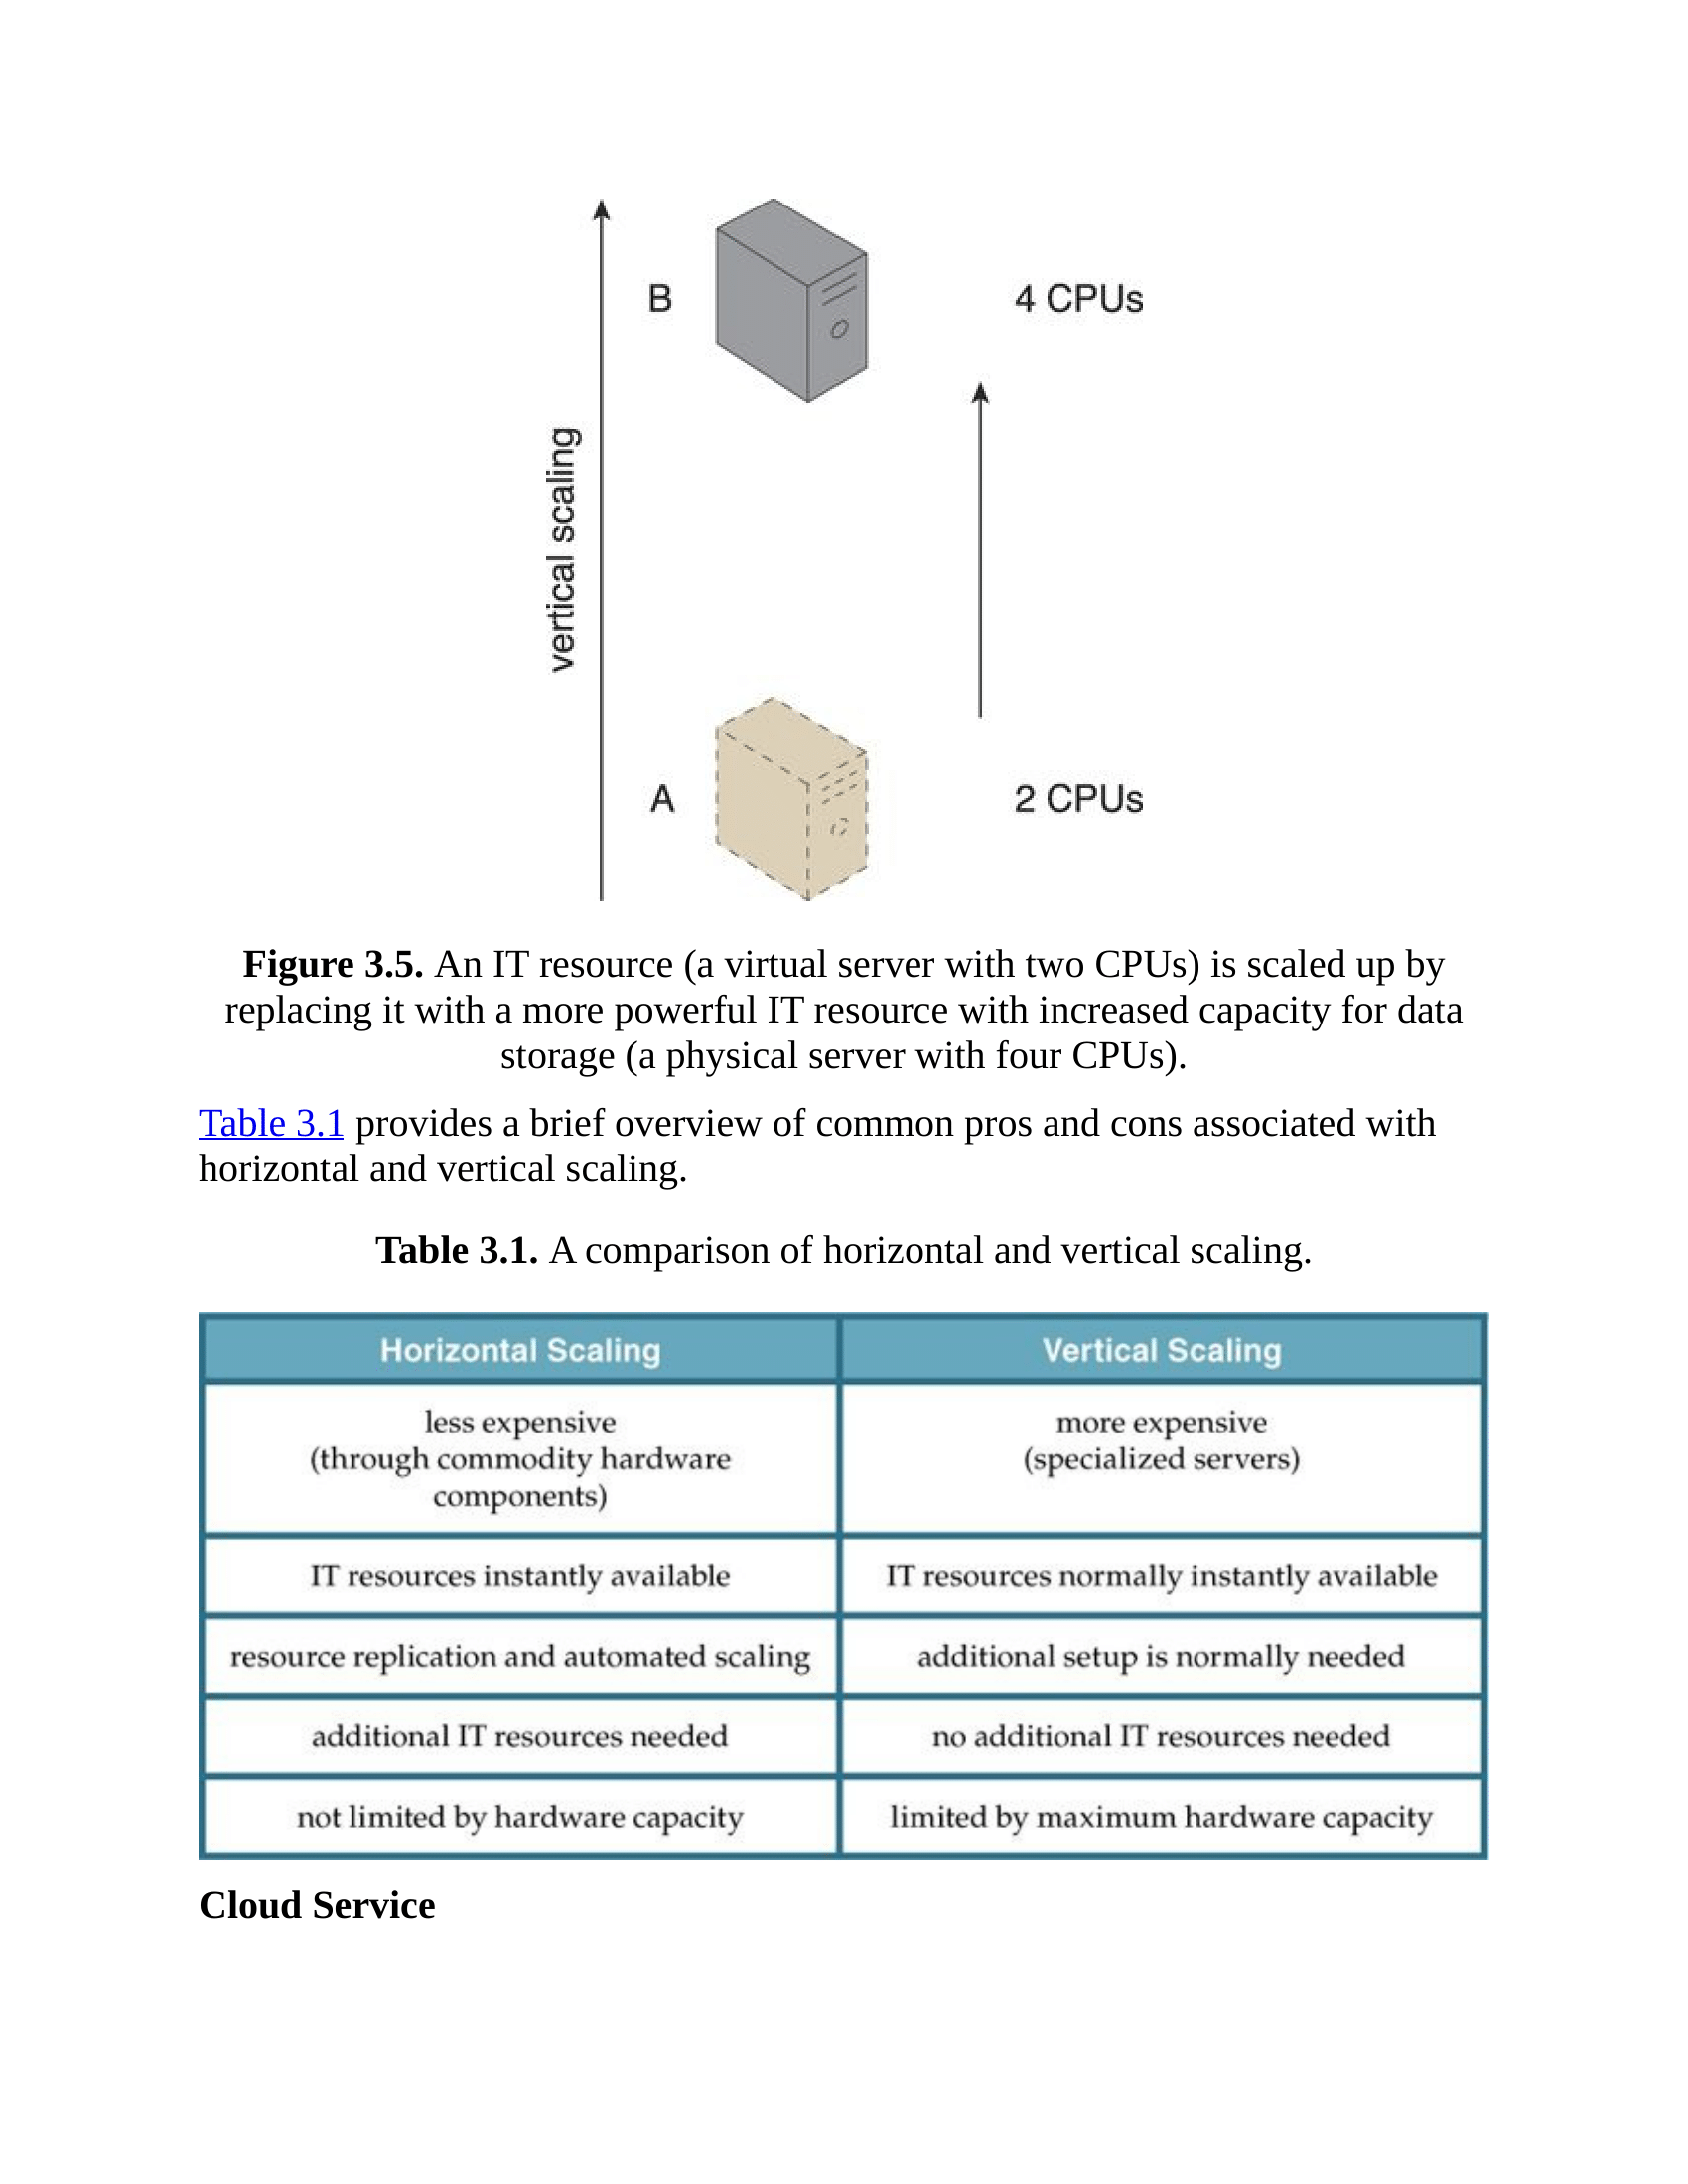 B
4 CPUs
vertical scaling
A
2 CPUs
Figure 3.5. An IT resource (a virtual server with two CPUs) is scaled up by
replacing it with a more powerful IT resource with increased capacity for data
storage (a physical server with four CPUs).
Table 3.1 provides a brief overview of common pros and cons associated with
horizontal and vertical scaling.
Table 3.1. A comparison of horizontal and vertical scaling.
Horizontal Scaling
Vertical Scaling
less expensive
(through commodity hardware
components)
more expensive
(specialized servers)
IT resources instantly available
IT resources normally instantly available
resource replication and automated scaling
additional setup is normally needed
additional IT resources needed
no additional IT resources needed
not limited by hardware capacity
limited by maximum hardware capacity
Cloud Service